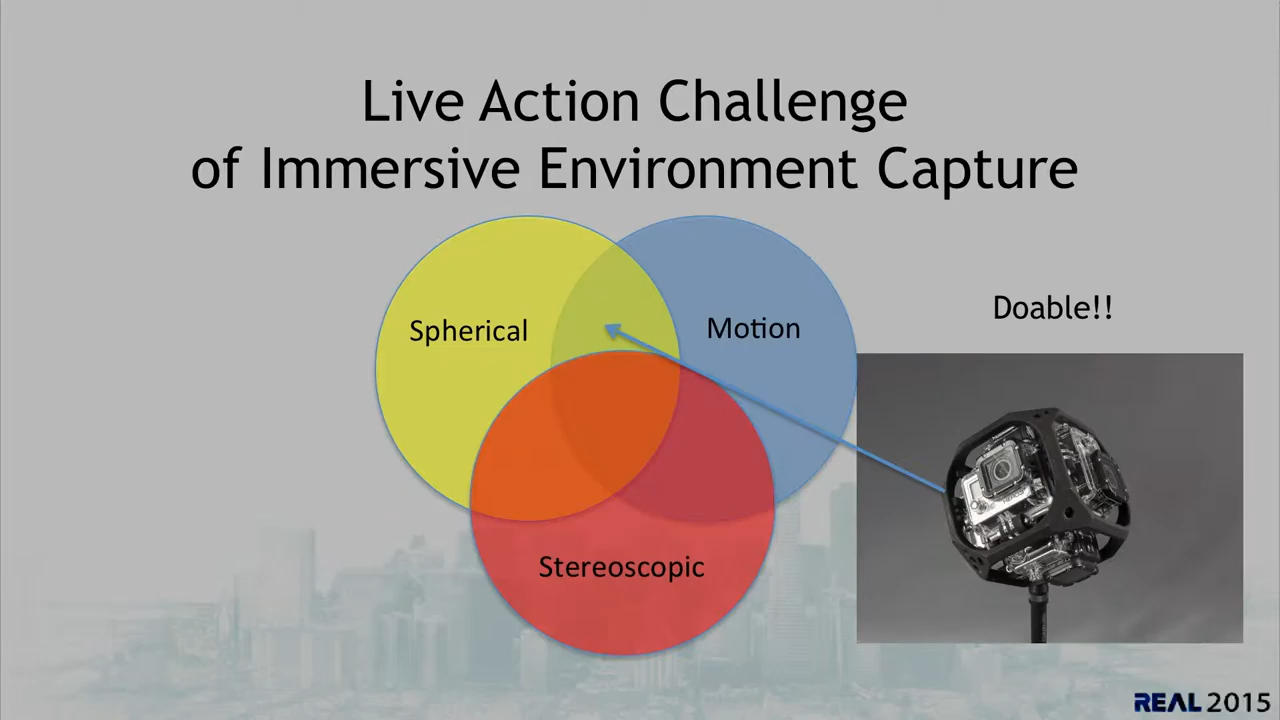 Live Action Challenge
of Immersive Environment Capture
Spherical
Motion
Doable!!
Stereoscopic
REAL 2015